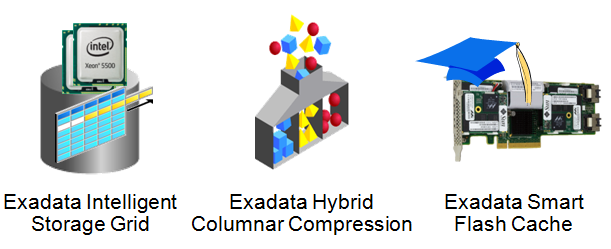 intel
Xeon® 5500
Exadata Intelligent
Storage Grid
Exadata Hybrid
Columnar Compression
Exadata Smart
Flash Cache